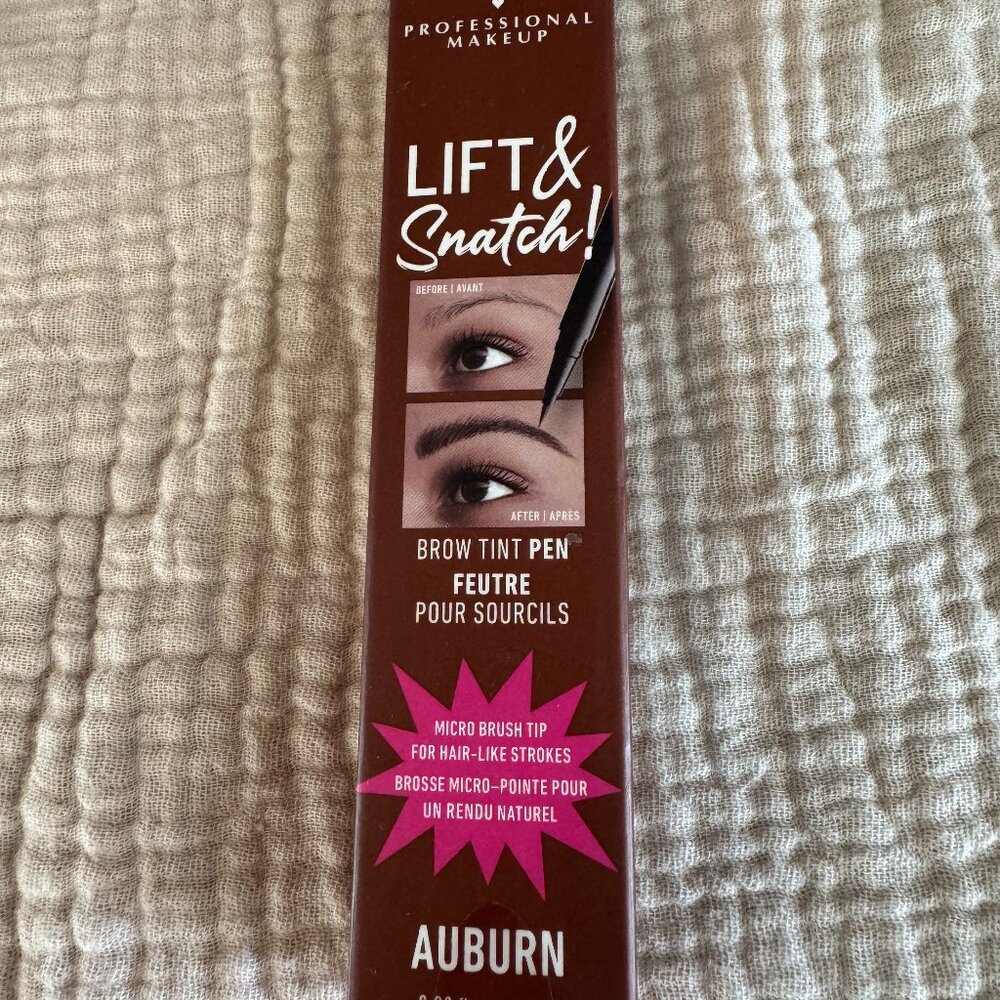 PROFESSIONAL
MAKEUP
LIFT&
Snatch!
BEFORE | AVANT
AFTER | APRES
BROW TINT PEN
FEUTRE
POUR SOURCILS
MICRO BRUSH TIP
FOR HAIR-LIKE STROKES
BROSSE MICRO-POINTE POUR
UN RENDU NATUREL
AUBURN